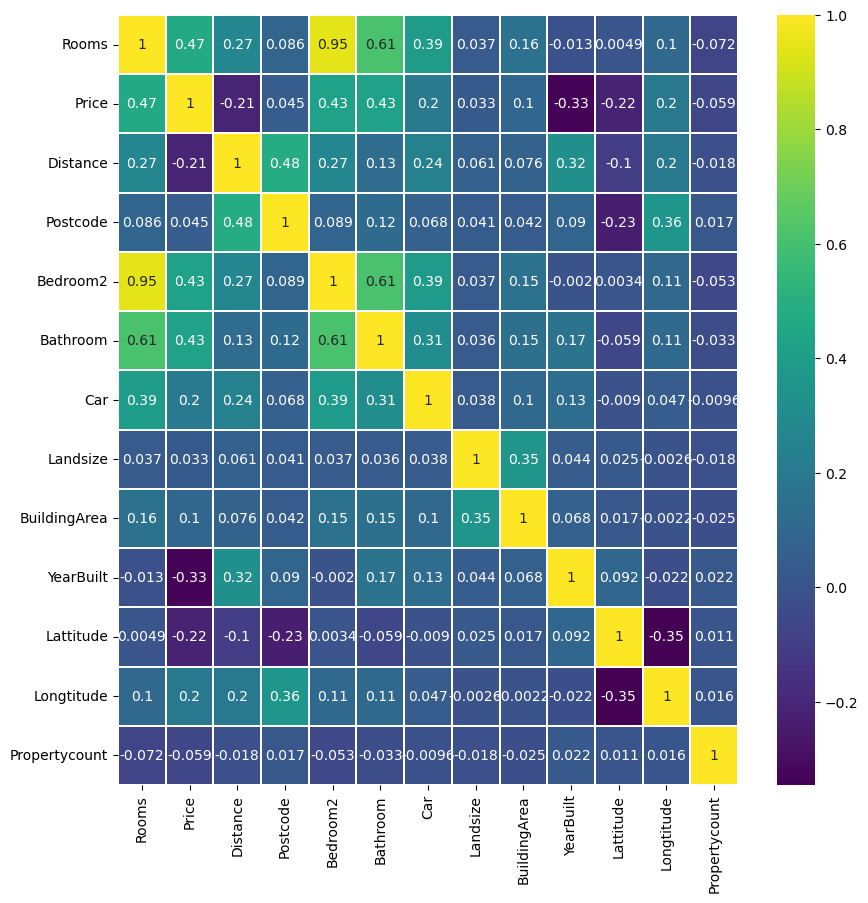 Rooms 1 0.47 0.27 0.086 0.95 0.61 0.39 0.037 0.16 -0.013 0.0049 0.1 -0.072
Price 0.47 1 -0.21 0.045 0.43 0.43 0.2 0.033 0.1 -0.33 -0.22 0.2 -0.059
Distance 0.27 -0.21 1 0.48 0.27 0.13 0.24 0.061 0.076 0.32 -0.1 0.2 -0.018
Postcode 0.086 0.045 0.48 1 0.089 0.12 0.068 0.041 0.042 0.09 -0.23 0.36 0.017
Bedroom2 0.95 0.43 0.27 0.089 1 0.61 0.39 0.037 0.15 -0.002 0.0034 0.11 -0.053
Bathroom 0.61 0.43 0.13 0.12 0.61 1 0.31 0.036 0.15 0.17 -0.059 0.11 -0.033
Car 0.39 0.2 0.24 0.068 0.39 0.31 1 0.038 0.1 0.13 -0.009 0.047 -0.0096
Landsize 0.037 0.033 0.061 0.041 0.037 0.036 0.038 1 0.35 0.044 0.025 -0.0026 -0.018
BuildingArea 0.16 0.1 0.076 0.042 0.15 0.15 0.1 0.35 1 0.068 0.017 -0.0022 -0.025
YearBuilt -0.013 -0.33 0.32 0.09 -0.002 0.17 0.13 0.044 0.068 1 0.092 -0.022 0.022
Lattitude 0.0049 -0.22 -0.1 -0.23 0.0034 -0.059 -0.009 0.025 0.017 0.092 1 -0.35 0.011
Longtitude 0.1 0.2 0.2 0.36 0.11 0.11 0.047 -0.0026 -0.0022 -0.022 -0.35 1 0.016
Propertycount -0.072 -0.059 -0.018 0.017 -0.053 -0.033 -0.0096 -0.018 -0.025 0.022 0.011 0.016 1
Rooms
Price
Distance
Postcode
Bedroom2
Bathroom
Car
Landsize
BuildingArea
YearBuilt
Lattitude
Longtitude
Propertycount
1.0
0.8
0.6
0.4
0.2
0.0
−0.2